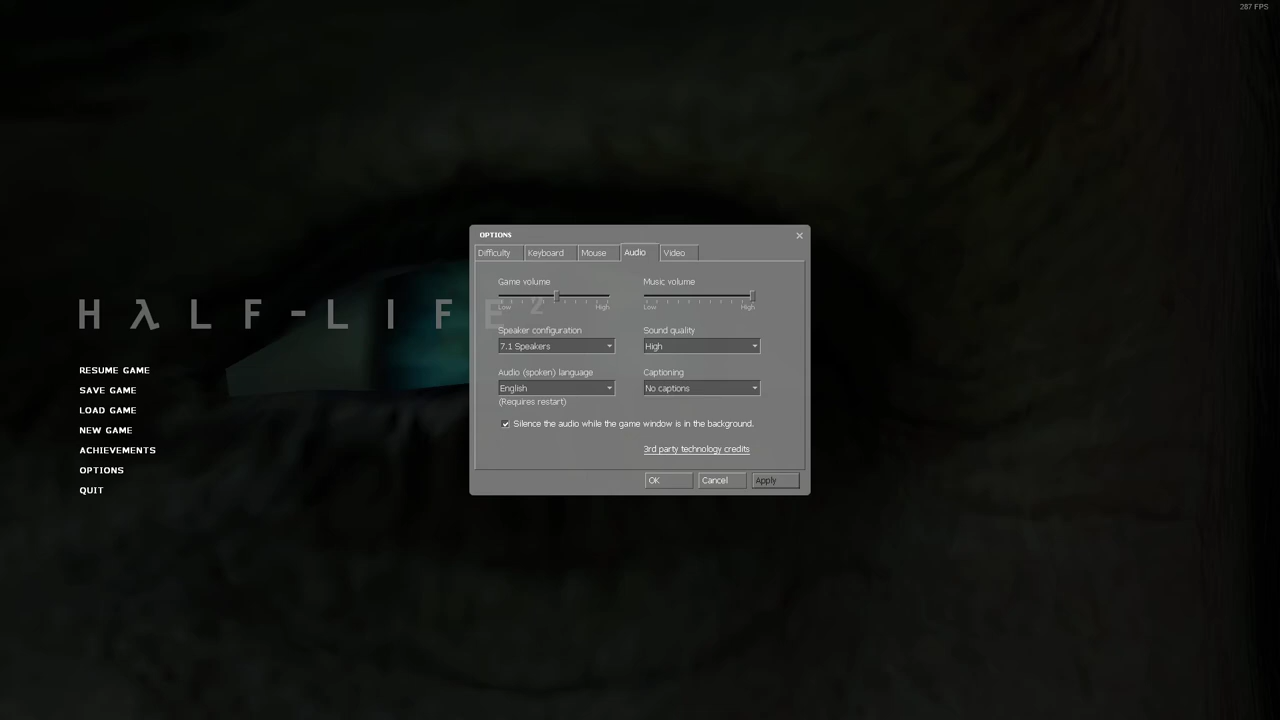 287 FPS
OPTIONS
Difficulty Keyboard Mouse Audio Video
Game volume Music volume
Low High Low High
HλLF-LIFE 2
Speaker configuration Sound quality
7.1 Speakers High
Audio (spoken) language Captioning
English No captions
(Requires restart)
Silence the audio while the game window is in the background.
3rd party technology credits
OK Cancel Apply
RESUME GAME
SAVE GAME
LOAD GAME
NEW GAME
ACHIEVEMENTS
OPTIONS
QUIT